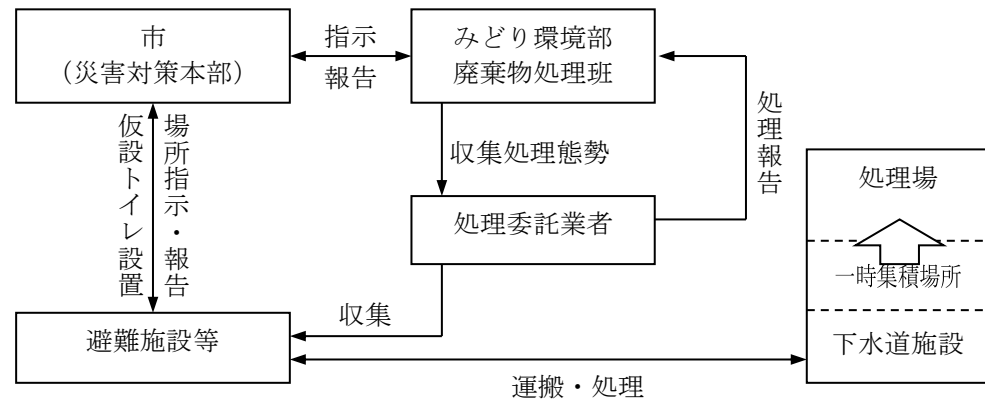 市
(災害対策本部)
指示
報告
みどり環境部
廃棄物処理班
処理報告
収集処理態勢
処理委託業者
仮設トイレ設置
場所指示・報告
収集
避難施設等
運搬・処理
処理場
一時集積場所
下水道施設